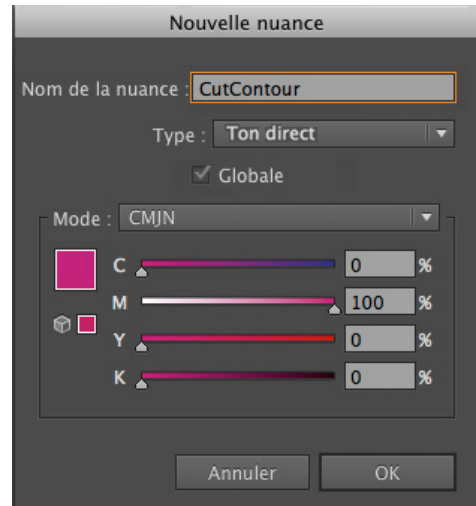 Nouvelle nuance
Nom de la nuance : CutContour
Type : Ton direct
Globale
Mode : CMJN
C 0 %
M 100 %
Y 0 %
K 0 %
Annuler OK